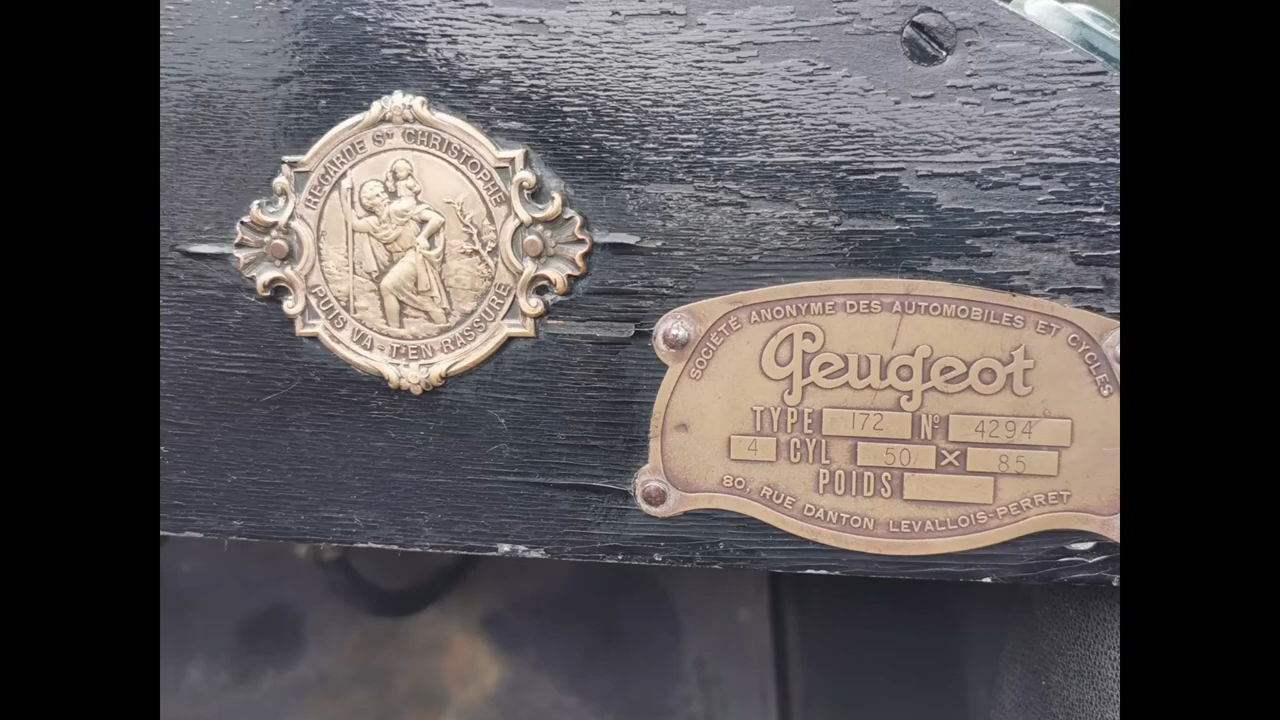 REGARDE ST CHRISTOPHE
PUIS VA-T'EN RASSURÉ
SOCIÉTÉ ANONYME DES AUTOMOBILES ET CYCLES
Peugeot
TYPE 172 No 4294
4 CYL 50 × 85
POIDS
80, RUE DANTON LEVALLOIS-PERRET